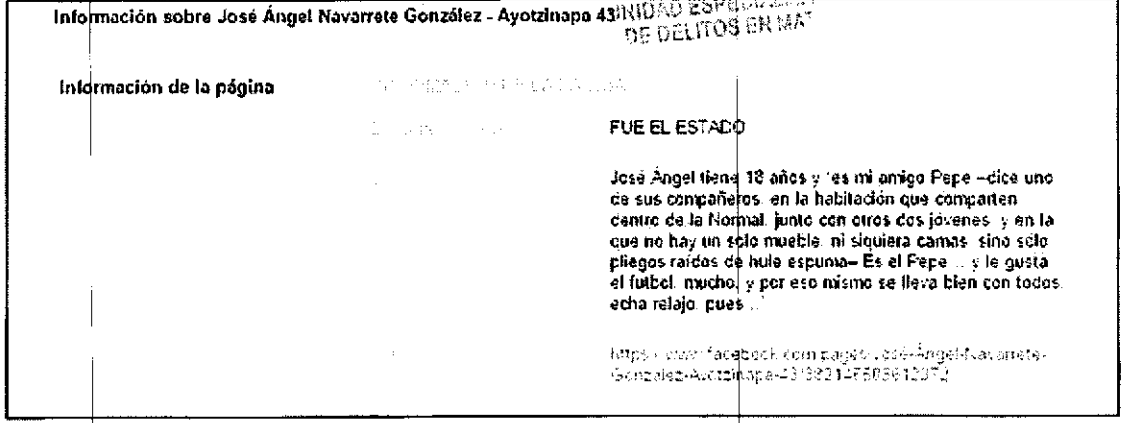 Información sobre José Ángel Navarrete González - Ayotzinapa 43
DE DELITOS EN MAT
Información de la página
FUE EL ESTADO
José Ángel tiene 18 años y 'es mi amigo Pepe –dice uno
de sus compañeros, en la habitación que comparten
dentro de la Normal, junto con otros dos jóvenes, y en la
que no hay un solo mueble, ni siquiera camas, sino sólo
pliegos raídos de hule espuma– Es el Pepe... y le gusta
el futbol, mucho, y por eso mismo se lleva bien con todos,
echa relajo, pues...'